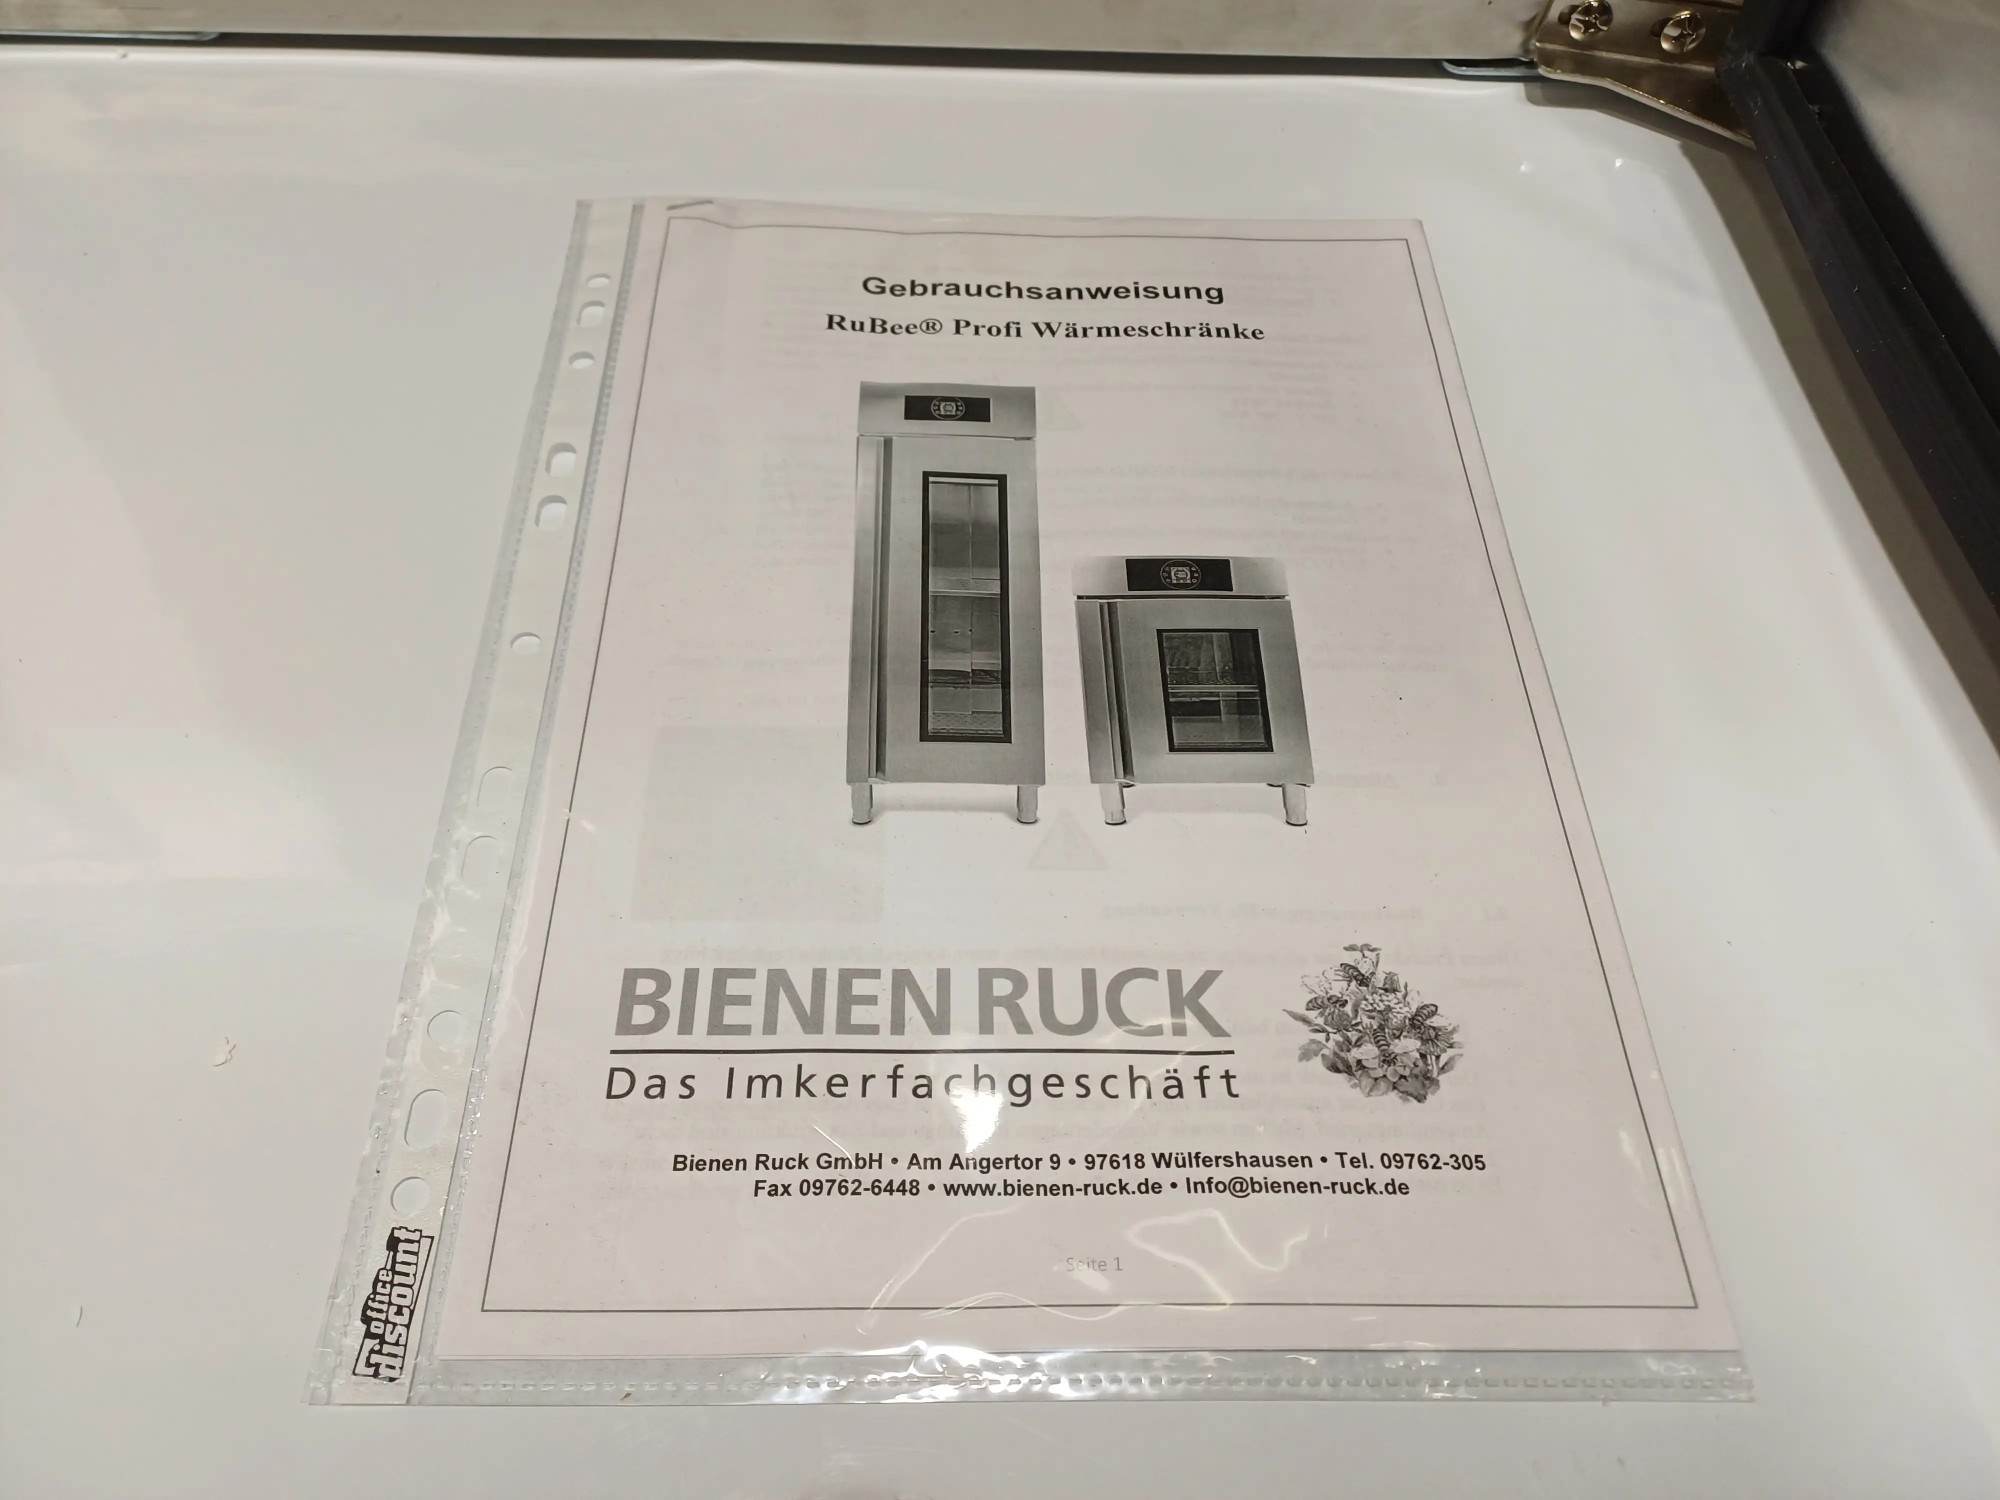 Gebrauchsanweisung
RuBee® Profi Wärmeschränke
BIENEN RUCK
Das Imkerfachgeschäft
Bienen Ruck GmbH • Am Angertor 9 • 97618 Wülfershausen • Tel. 09762-305
Fax 09762-6448 • www.bienen-ruck.de • Info@bienen-ruck.de
Seite 1
office
discount